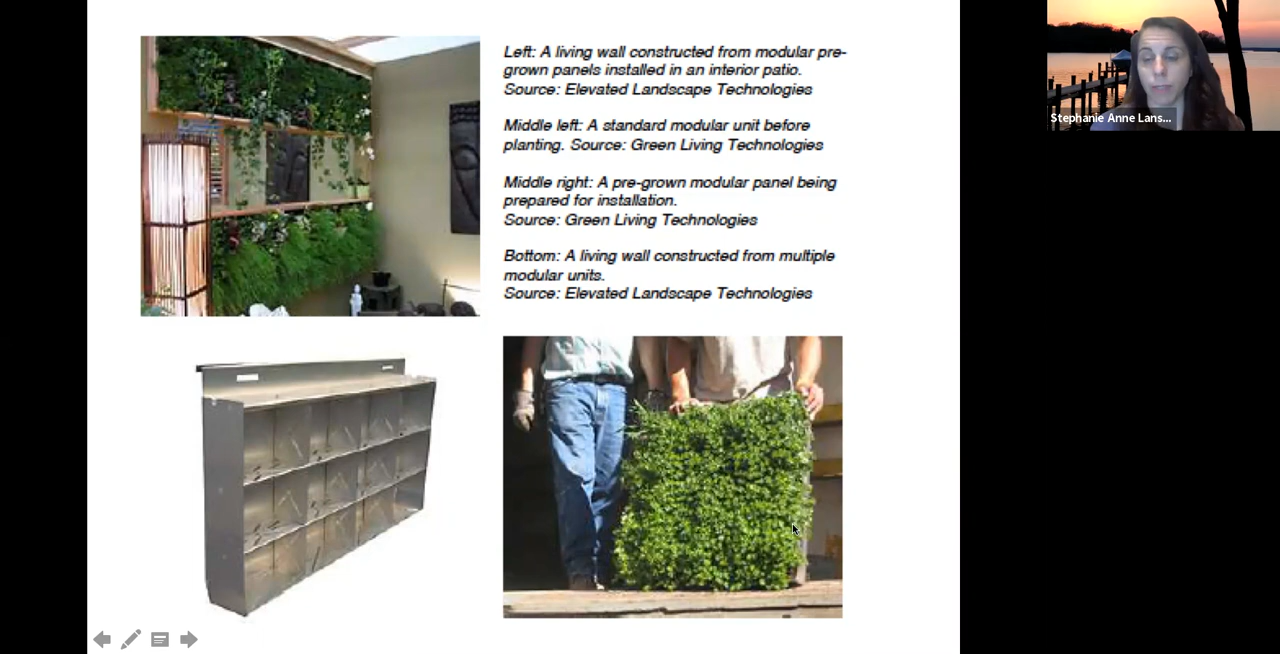 Left: A living wall constructed from modular pre-
grown panels installed in an interior patio.
Source: Elevated Landscape Technologies
Middle left: A standard modular unit before
planting. Source: Green Living Technologies
Middle right: A pre-grown modular panel being
prepared for installation.
Source: Green Living Technologies
Bottom: A living wall constructed from multiple
modular units.
Source: Elevated Landscape Technologies
Stephanie Anne Lans...